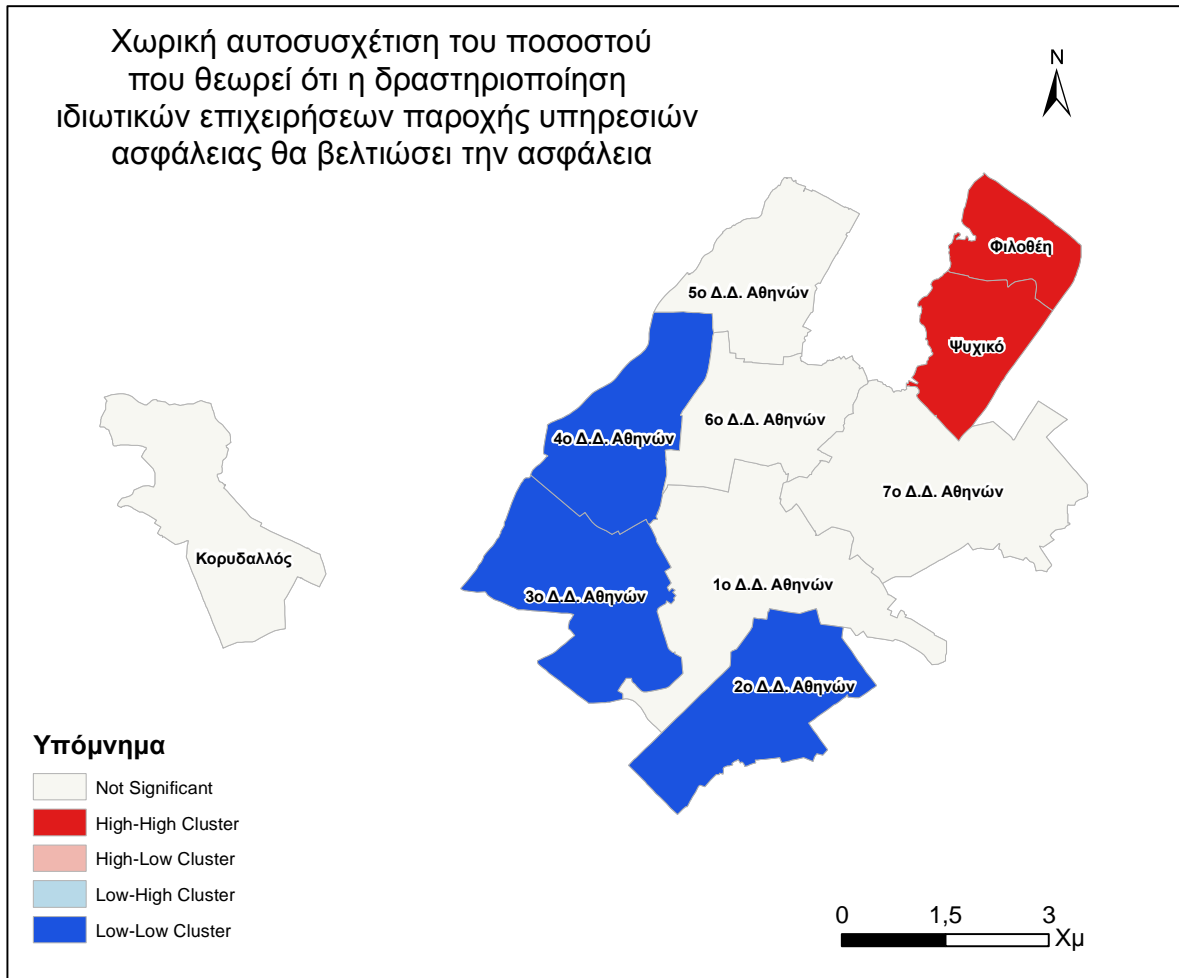 Χωρική αυτοσυσχέτιση του ποσοστού
που θεωρεί ότι η δραστηριοποίηση
ιδιωτικών επιχειρήσεων παροχής υπηρεσιών
ασφάλειας θα βελτιώσει την ασφάλεια
N
Φιλοθέη
5ο Δ.Δ. Αθηνών
Ψυχικό
6ο Δ.Δ. Αθηνών
4ο Δ.Δ. Αθηνών
7ο Δ.Δ. Αθηνών
Κορυδαλλός
1ο Δ.Δ. Αθηνών
3ο Δ.Δ. Αθηνών
2ο Δ.Δ. Αθηνών
Υπόμνημα
Not Significant
High-High Cluster
High-Low Cluster
Low-High Cluster
Low-Low Cluster
0 1,5 3
Χμ